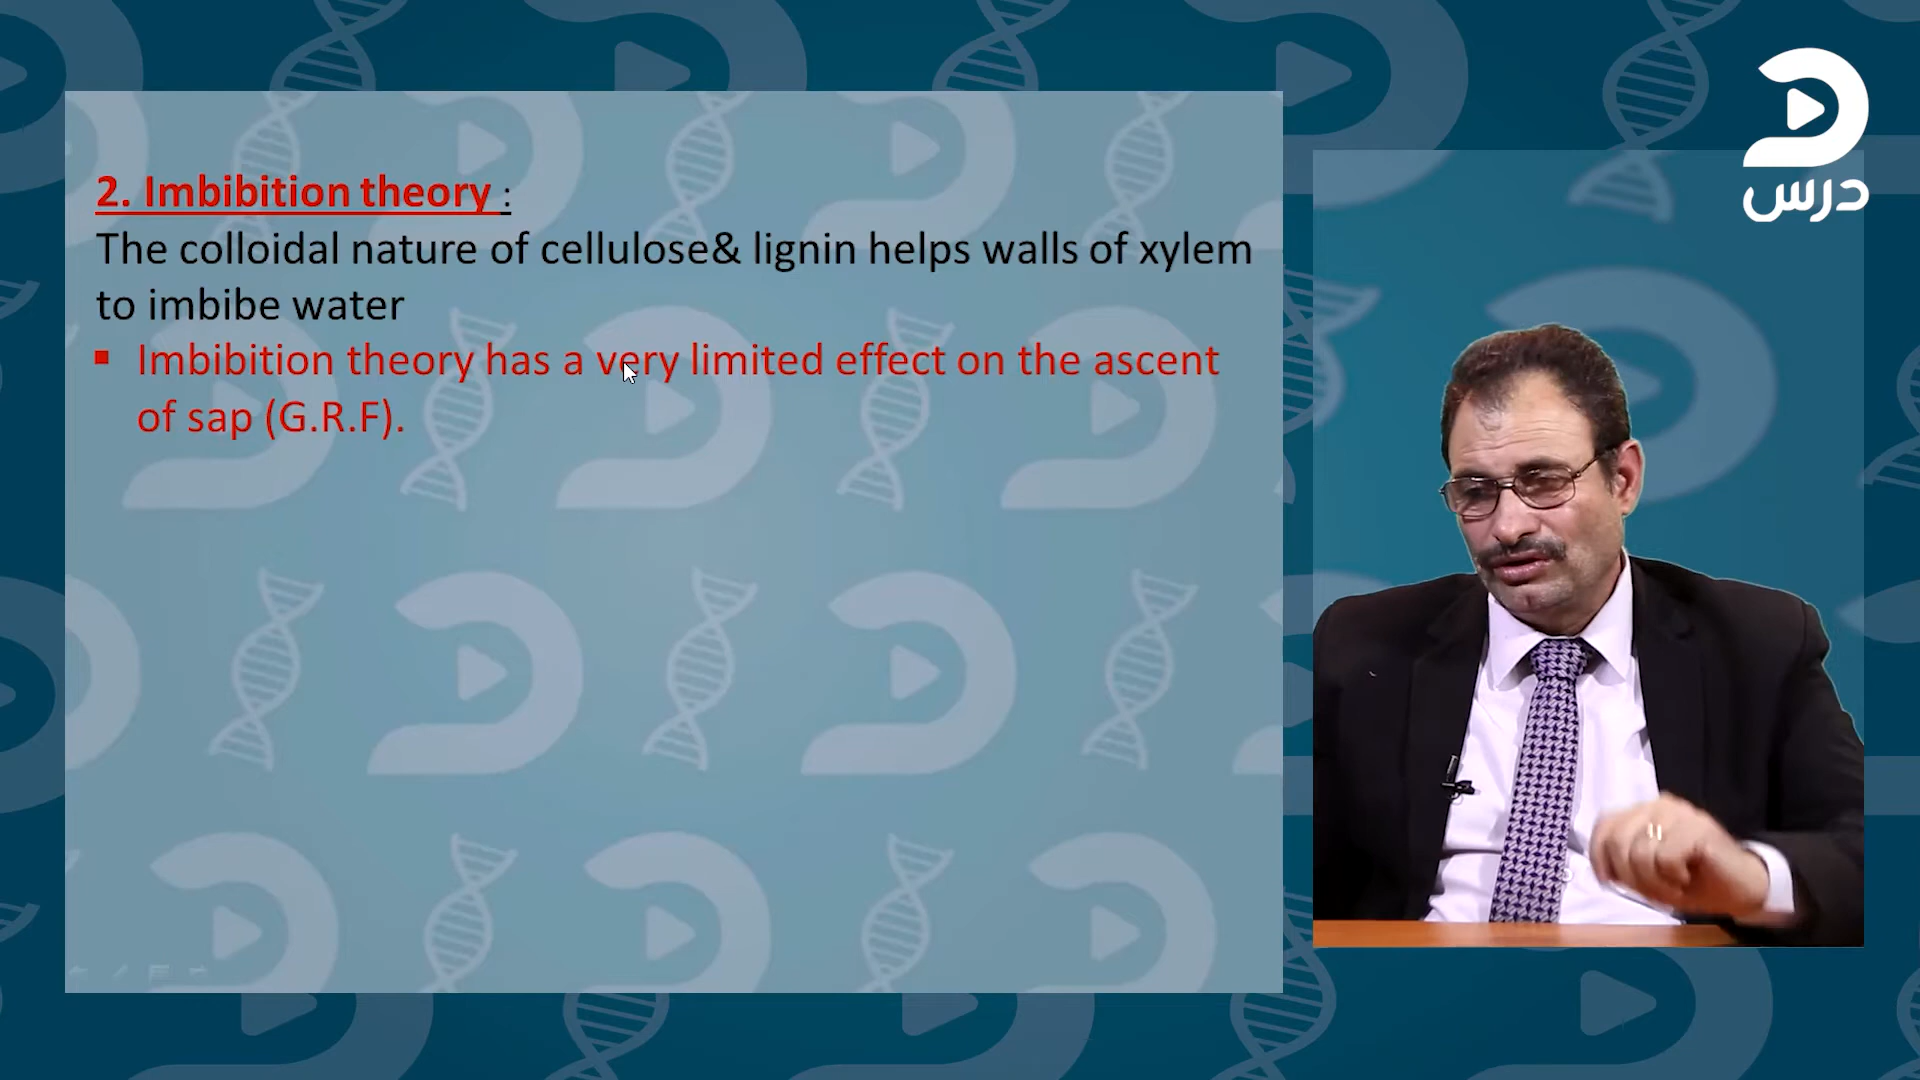 2. Imbibition theory :
The colloidal nature of cellulose& lignin helps walls of xylem
to imbibe water
▪ Imbibition theory has a very limited effect on the ascent
of sap (G.R.F).
درس